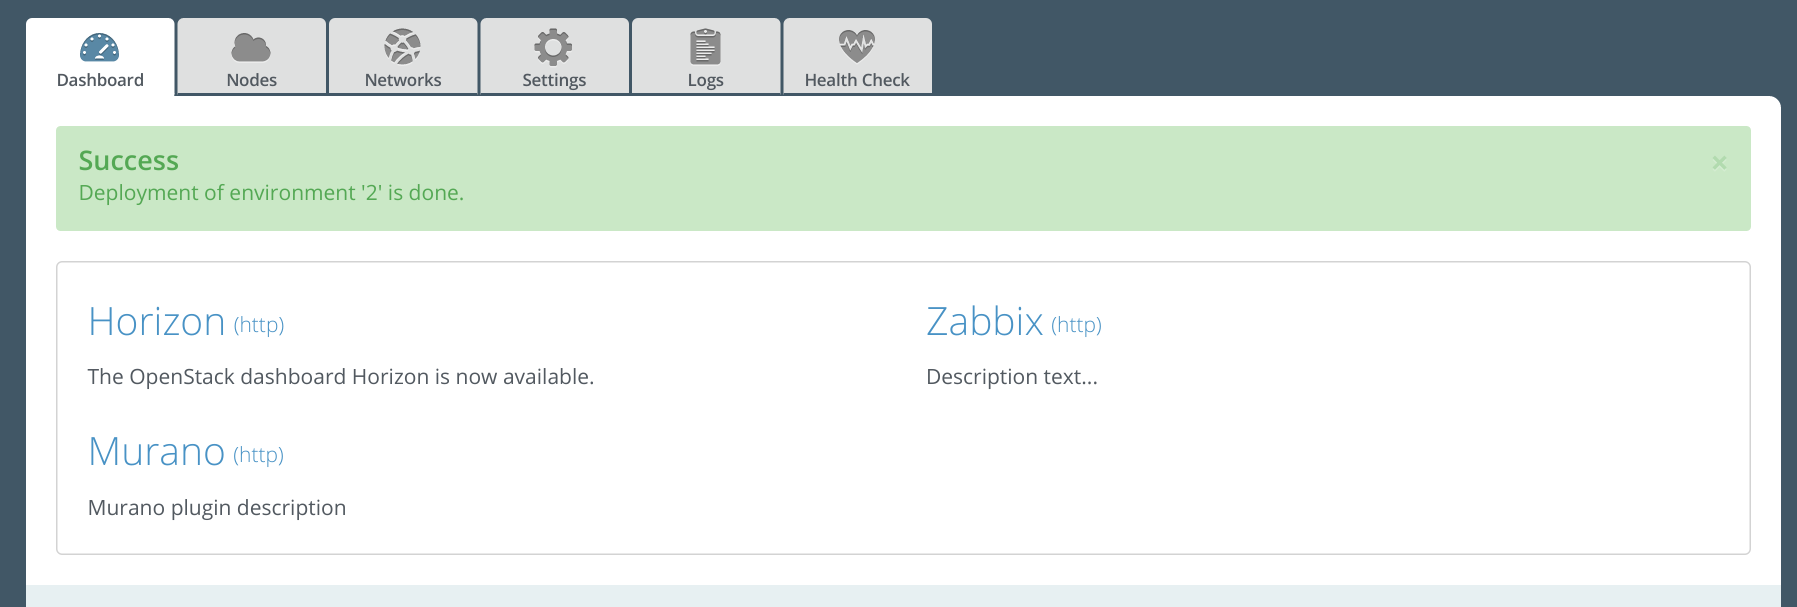 Dashboard
Nodes
Networks
Settings
Logs
Health Check
Success
Deployment of environment '2' is done.
Horizon (http)
The OpenStack dashboard Horizon is now available.
Zabbix (http)
Description text...
Murano (http)
Murano plugin description